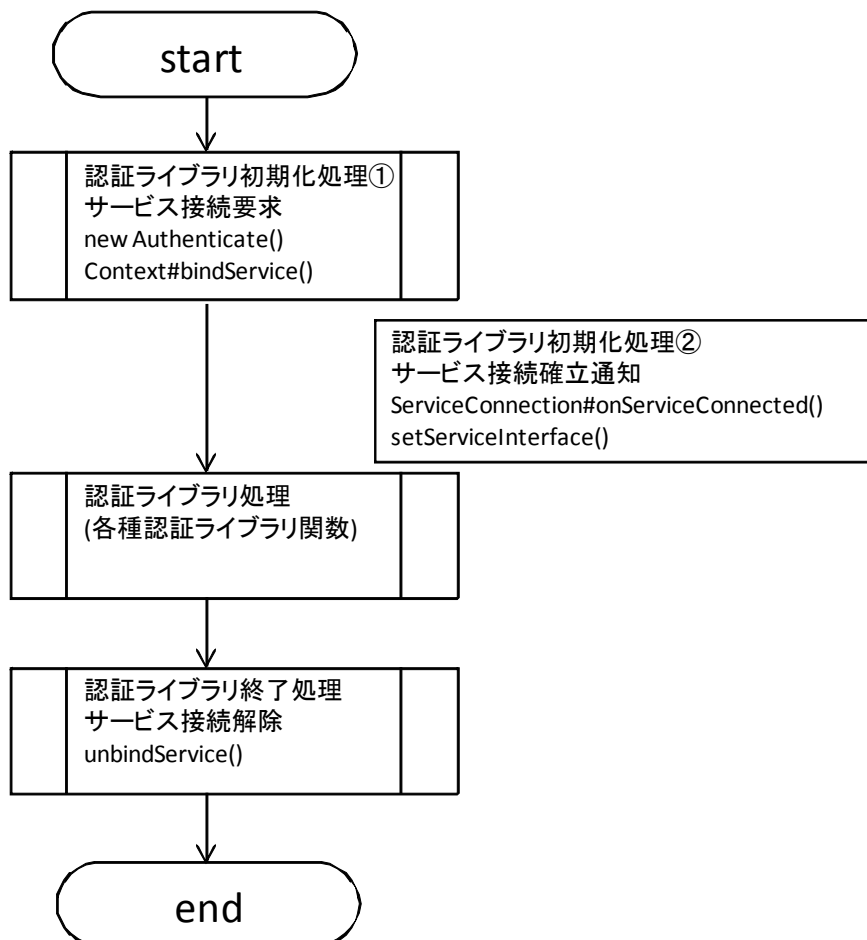 start
認証ライブラリ初期化処理①
サービス接続要求
new Authenticate()
Context#bindService()
認証ライブラリ初期化処理②
サービス接続確立通知
ServiceConnection#onServiceConnected()
setServiceInterface()
認証ライブラリ処理
(各種認証ライブラリ関数)
認証ライブラリ終了処理
サービス接続解除
unbindService()
end